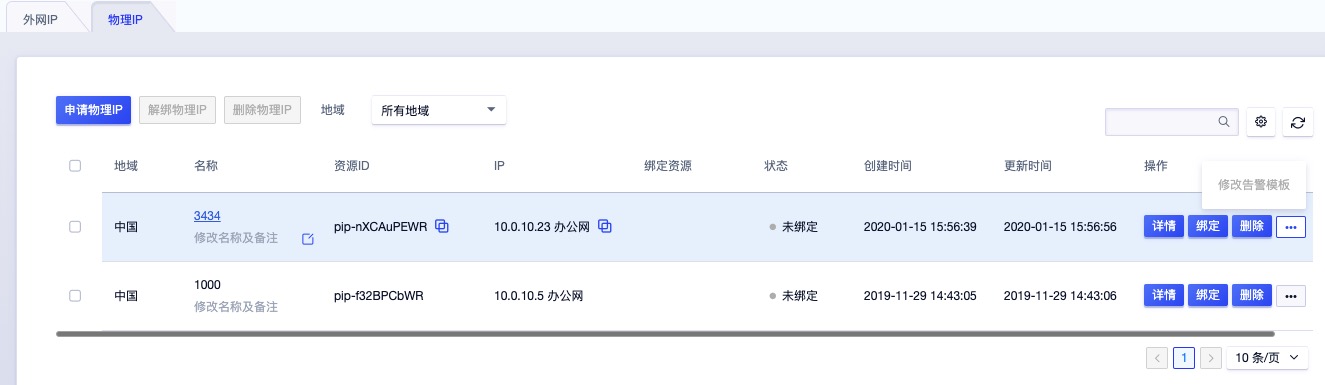 外网IP 物理IP
申请物理IP 解绑物理IP 删除物理IP 地域 所有地域
地域 名称 资源ID IP 绑定资源 状态 创建时间 更新时间 操作
修改告警模板
中国 3434 pip-nXCAuPEWR 10.0.10.23 办公网 未绑定 2020-01-15 15:56:39 2020-01-15 15:56:56 详情 绑定 删除 ...
修改名称及备注
中国 1000 pip-f32BPCbWR 10.0.10.5 办公网 未绑定 2019-11-29 14:43:05 2019-11-29 14:43:06 详情 绑定 删除 ...
修改名称及备注
< 1 > 10 条/页